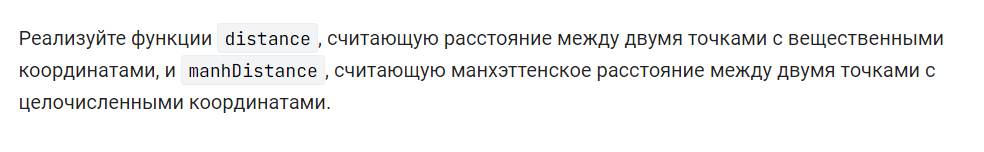 Реализуйте функции distance, считающую расстояние между двумя точками с вещественными
координатами, и manhDistance, считающую манхэттенское расстояние между двумя точками с
целочисленными координатами.